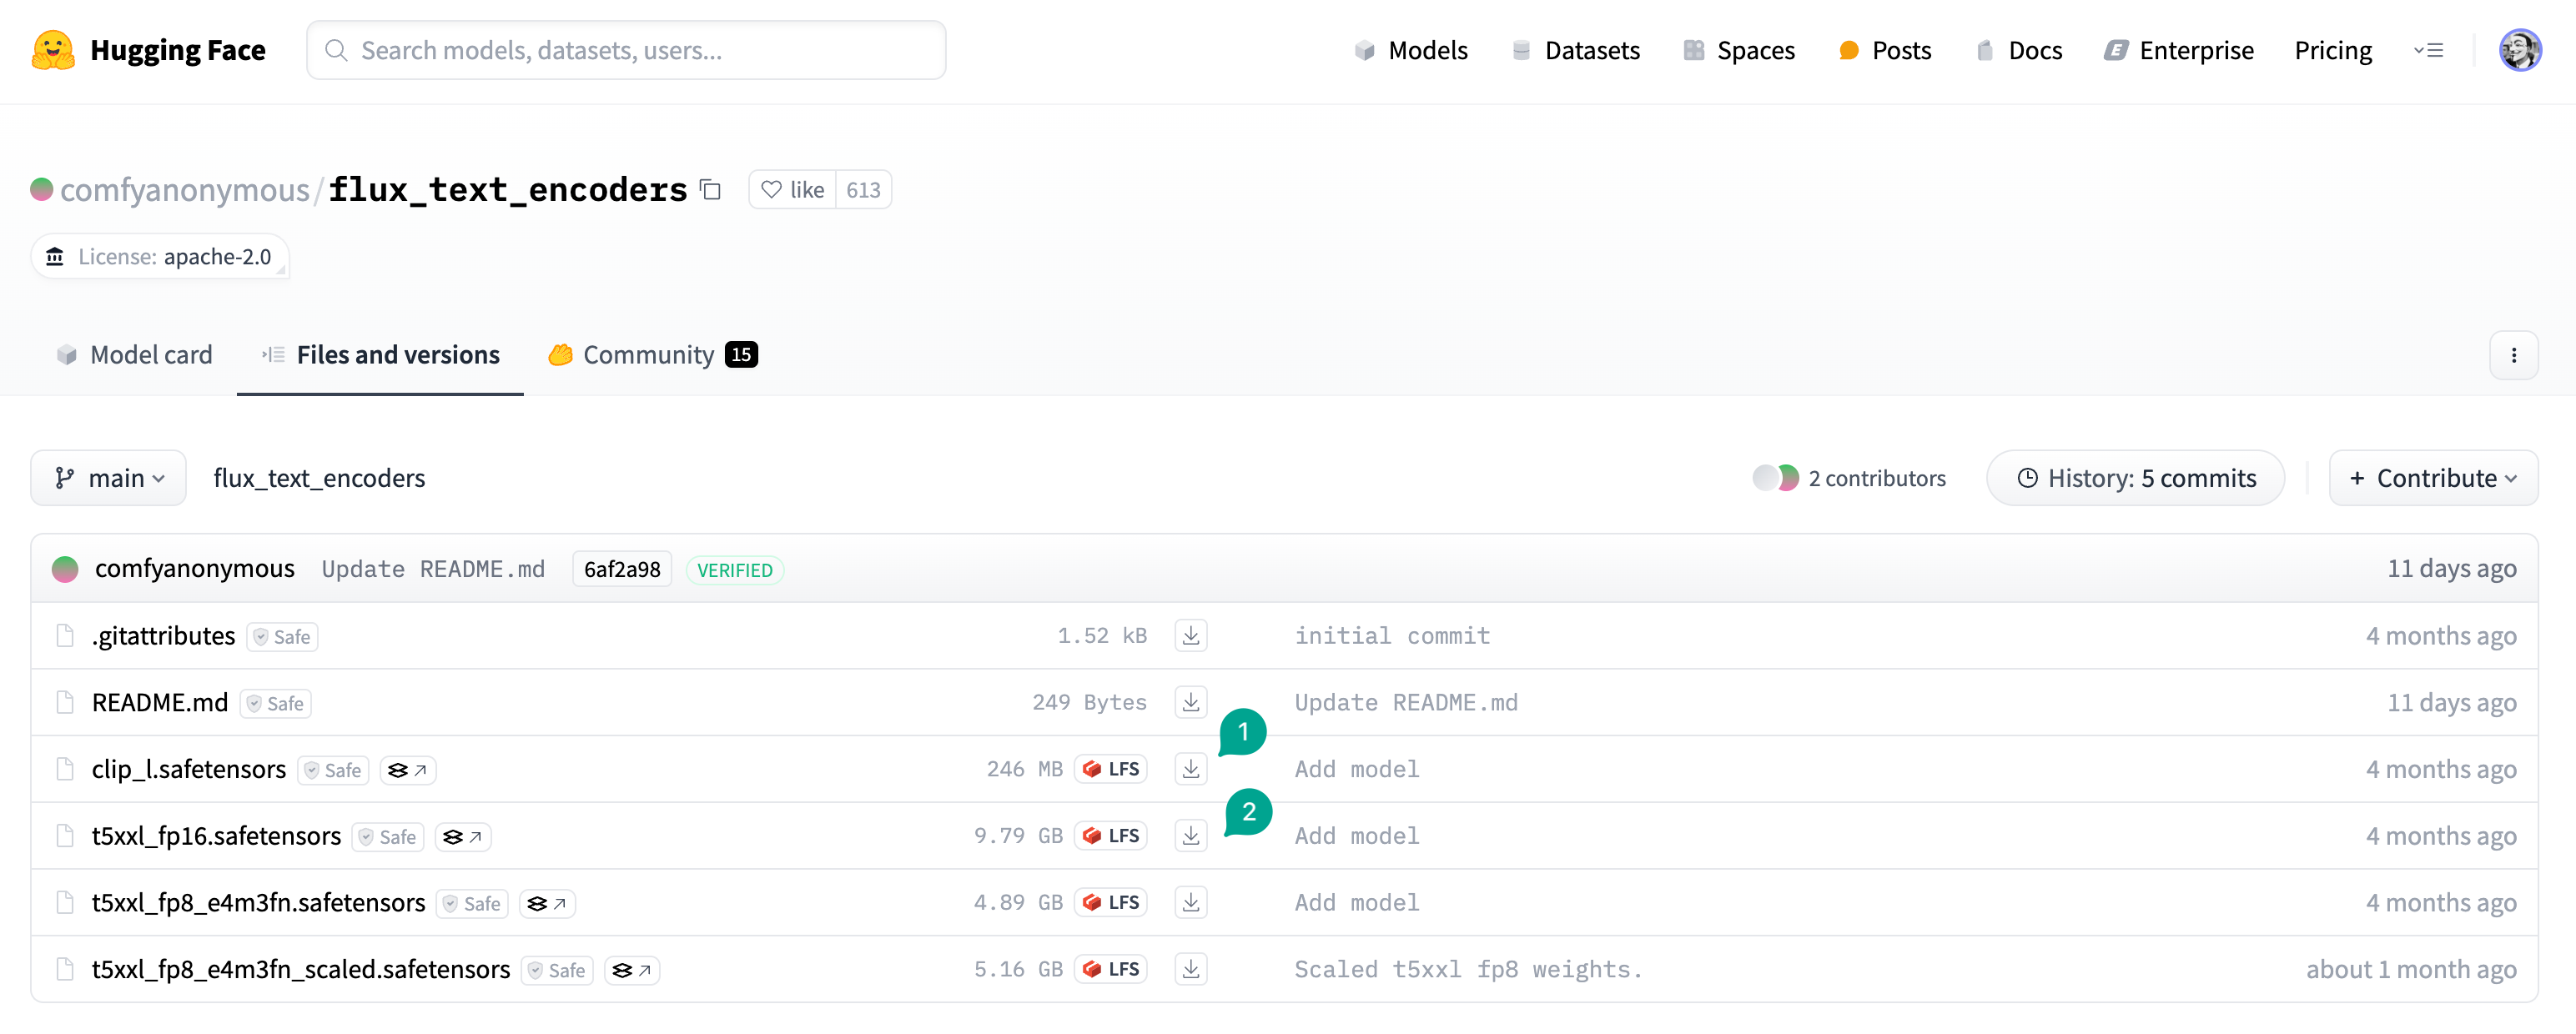 Hugging Face Search models, datasets, users... Models Datasets Spaces Posts Docs Enterprise Pricing
comfyanonymous/flux_text_encoders like 613
License: apache-2.0
Model card Files and versions Community 15
main flux_text_encoders 2 contributors History: 5 commits + Contribute
comfyanonymous Update README.md 6af2a98 VERIFIED 11 days ago
.gitattributes Safe 1.52 kB initial commit 4 months ago
README.md Safe 249 Bytes Update README.md 11 days ago
1
clip_l.safetensors Safe 246 MB LFS Add model 4 months ago
2
t5xxl_fp16.safetensors Safe 9.79 GB LFS Add model 4 months ago
t5xxl_fp8_e4m3fn.safetensors Safe 4.89 GB LFS Add model 4 months ago
t5xxl_fp8_e4m3fn_scaled.safetensors Safe 5.16 GB LFS Scaled t5xxl fp8 weights. about 1 month ago